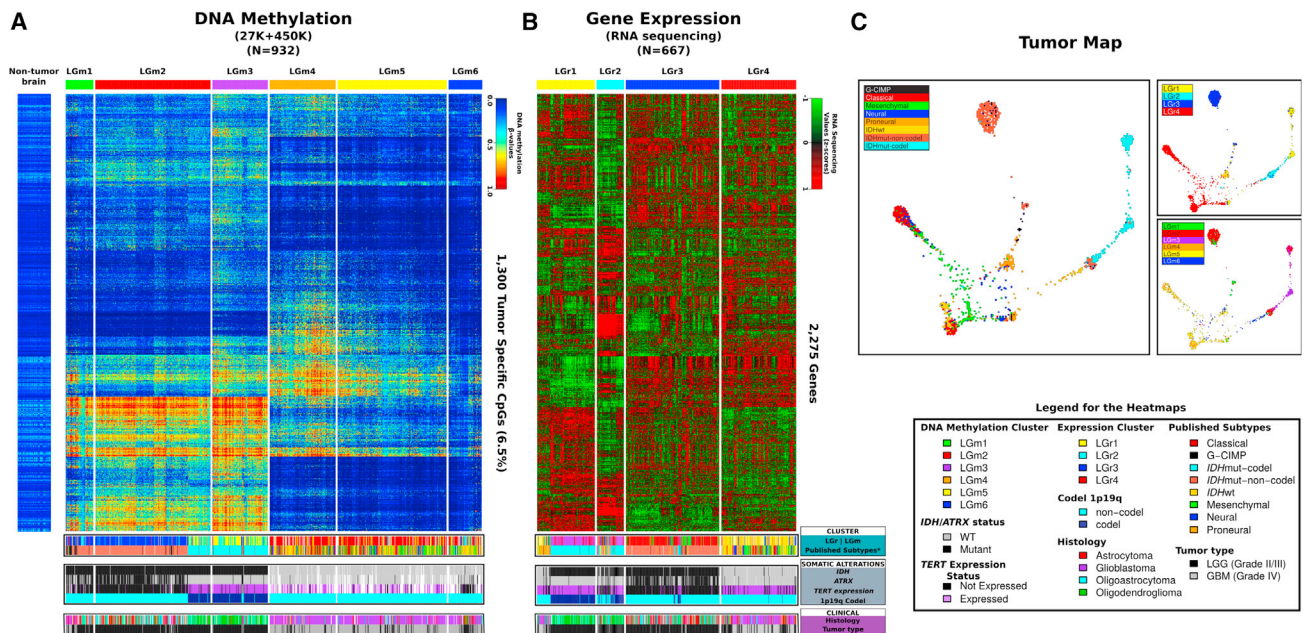 A
DNA Methylation
(27K+450K)
(N=932)
Non-tumor
brain
LGm1
LGm2
LGm3
LGm4
LGm5
LGm6
0.0
0.5
1.0
DNA methylation
β-values
1,300 Tumor Specific CpGs (6.5%)
B
Gene Expression
(RNA sequencing)
(N=667)
LGr1
LGr2
LGr3
LGr4
-1
0
1
RNA Sequencing
Values (z-scores)
2,275 Genes
CLUSTER
LGr | LGm
Published Subtypes*
SOMATIC ALTERATIONS
IDH
ATRX
TERT expression
1p19q Codel
CLINICAL
Histology
Tumor type
C
Tumor Map
G-CIMP
Classical
Mesenchymal
Neural
Proneural
IDHwt
IDHmut-non-codel
IDHmut-codel
LGr1
LGr2
LGr3
LGr4
LGm1
LGm3
LGm4
LGm5
LGm6
Legend for the Heatmaps
DNA Methylation Cluster
LGm1
LGm2
LGm3
LGm4
LGm5
LGm6
IDH/ATRX status
WT
Mutant
TERT Expression
Status
Not Expressed
Expressed
Expression Cluster
LGr1
LGr2
LGr3
LGr4
Codel 1p19q
non-codel
codel
Histology
Astrocytoma
Glioblastoma
Oligoastrocytoma
Oligodendroglioma
Published Subtypes
Classical
G-CIMP
IDHmut-codel
IDHmut-non-codel
IDHwt
Mesenchymal
Neural
Proneural
Tumor type
LGG (Grade II/III)
GBM (Grade IV)